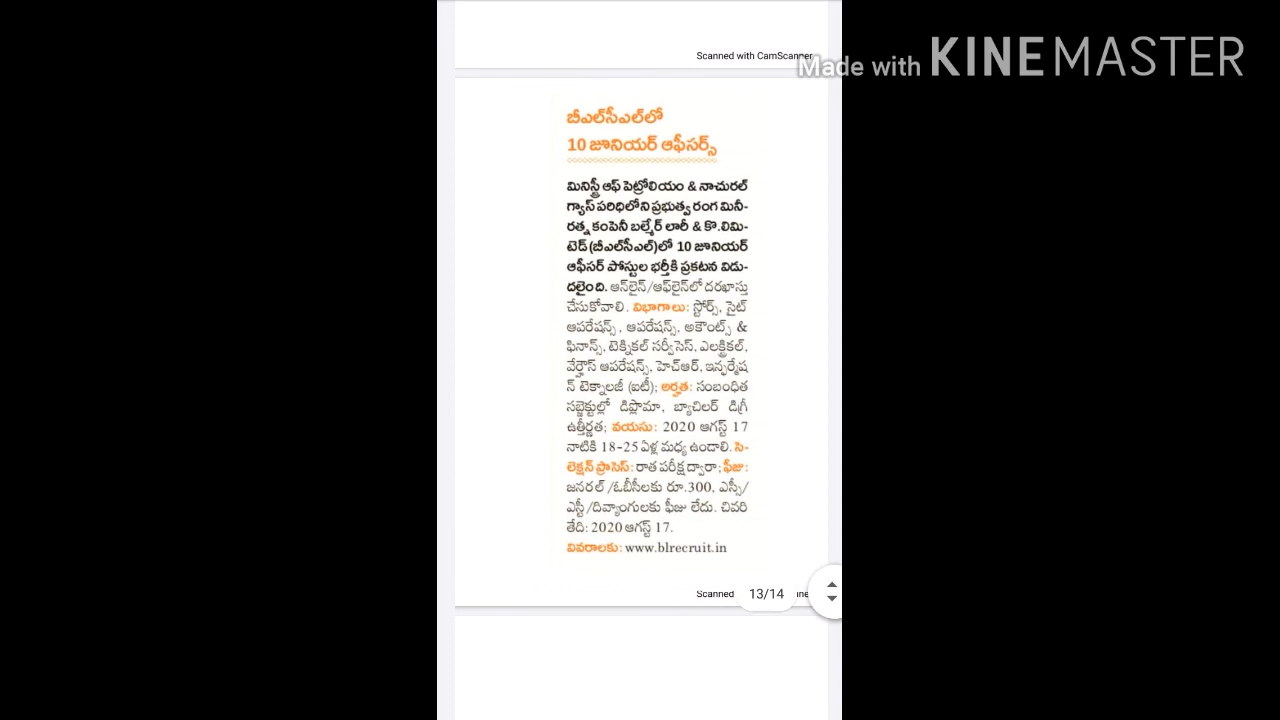 Scanned with CamScanner
Made with KINEMASTER
బీఎల్‌సీఎల్‌లో
10 జూనియర్ ఆఫీసర్స్
మినిస్ట్రీ ఆఫ్ పెట్రోలియం & నాచురల్
గ్యాస్ పరిధిలోని ప్రభుత్వ రంగ మినీ-
రత్న కంపెనీ బల్మేర్ లారీ & కొ.లిమి-
టెడ్ (బీఎల్‌సీఎల్)లో 10 జూనియర్
ఆఫీసర్ పోస్టుల భర్తీకి ప్రకటన విడు-
దలైంది. ఆన్‌లైన్/ఆఫ్‌లైన్‌లో దరఖాస్తు
చేసుకోవాలి. విభాగాలు: స్టోర్స్, సైట్
ఆపరేషన్స్, ఆపరేషన్స్, అకౌంట్స్ &
ఫినాన్స్, టెక్నికల్ సర్వీసెస్, ఎలక్ట్రికల్,
వేర్హౌస్ ఆపరేషన్స్, హెచ్ఆర్, ఇన్ఫర్మేష
న్ టెక్నాలజీ (ఐటీ); అర్హత: సంబంధిత
సబ్జెక్టుల్లో డిప్లొమా, బ్యాచిలర్ డిగ్రీ
ఉత్తీర్ణత; వయసు: 2020 ఆగస్ట్ 17
నాటికి 18-25 ఏళ్ల మధ్య ఉండాలి. సె-
లెక్షన్ ప్రాసెస్: రాత పరీక్ష ద్వారా; ఫీజు:
జనరల్ /ఓబీసీలకు రూ.300, ఎస్సీ/
ఎస్టీ/దివ్యాంగులకు ఫీజు లేదు. చివరి
తేది: 2020 ఆగస్ట్ 17.
వివరాలకు: www.blrecruit.in
Scanned
13/14